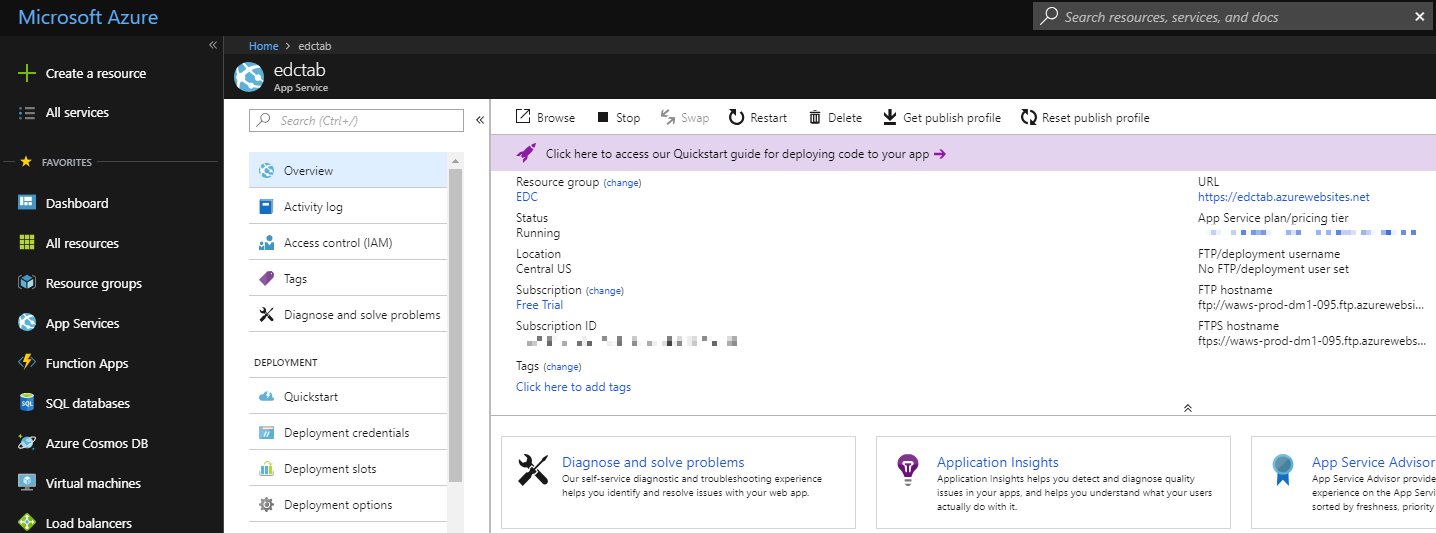 Microsoft Azure
Search resources, services, and docs
Create a resource
All services
FAVORITES
Dashboard
All resources
Resource groups
App Services
Function Apps
SQL databases
Azure Cosmos DB
Virtual machines
Load balancers
Home > edctab
edctab
App Service
Search (Ctrl+/)
Overview
Activity log
Access control (IAM)
Tags
Diagnose and solve problems
DEPLOYMENT
Quickstart
Deployment credentials
Deployment slots
Deployment options
Browse Stop Swap Restart Delete Get publish profile Reset publish profile
Click here to access our Quickstart guide for deploying code to your app
Resource group (change)
EDC
Status
Running
Location
Central US
Subscription (change)
Free Trial
Subscription ID
Tags (change)
Click here to add tags
URL
https://edctab.azurewebsites.net
App Service plan/pricing tier
FTP/deployment username
No FTP/deployment user set
FTP hostname
ftp://waws-prod-dm1-095.ftp.azurewebsi...
FTPS hostname
ftps://waws-prod-dm1-095.ftp.azurewebs...
Diagnose and solve problems
Our self-service diagnostic and troubleshooting experience
helps you identify and resolve issues with your web app.
Application Insights
Application Insights helps you detect and diagnose quality
issues in your apps, and helps you understand what your users
actually do with it.
App Service Advisor
App Service Advisor provide
experience on the App Servi
sorted by freshness, priority